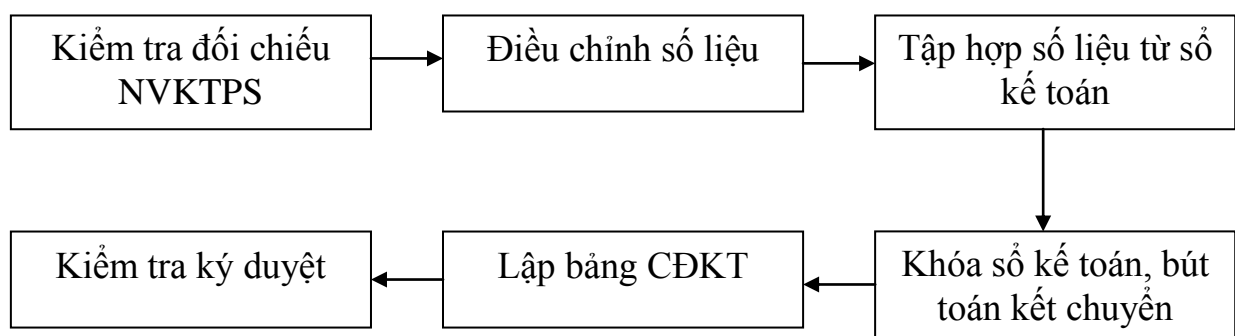 Kiểm tra đối chiếu
NVKTPS
Điều chỉnh số liệu
Tập hợp số liệu từ sổ
kế toán
Kiểm tra ký duyệt
Lập bảng CĐKT
Khóa sổ kế toán, bút
toán kết chuyển